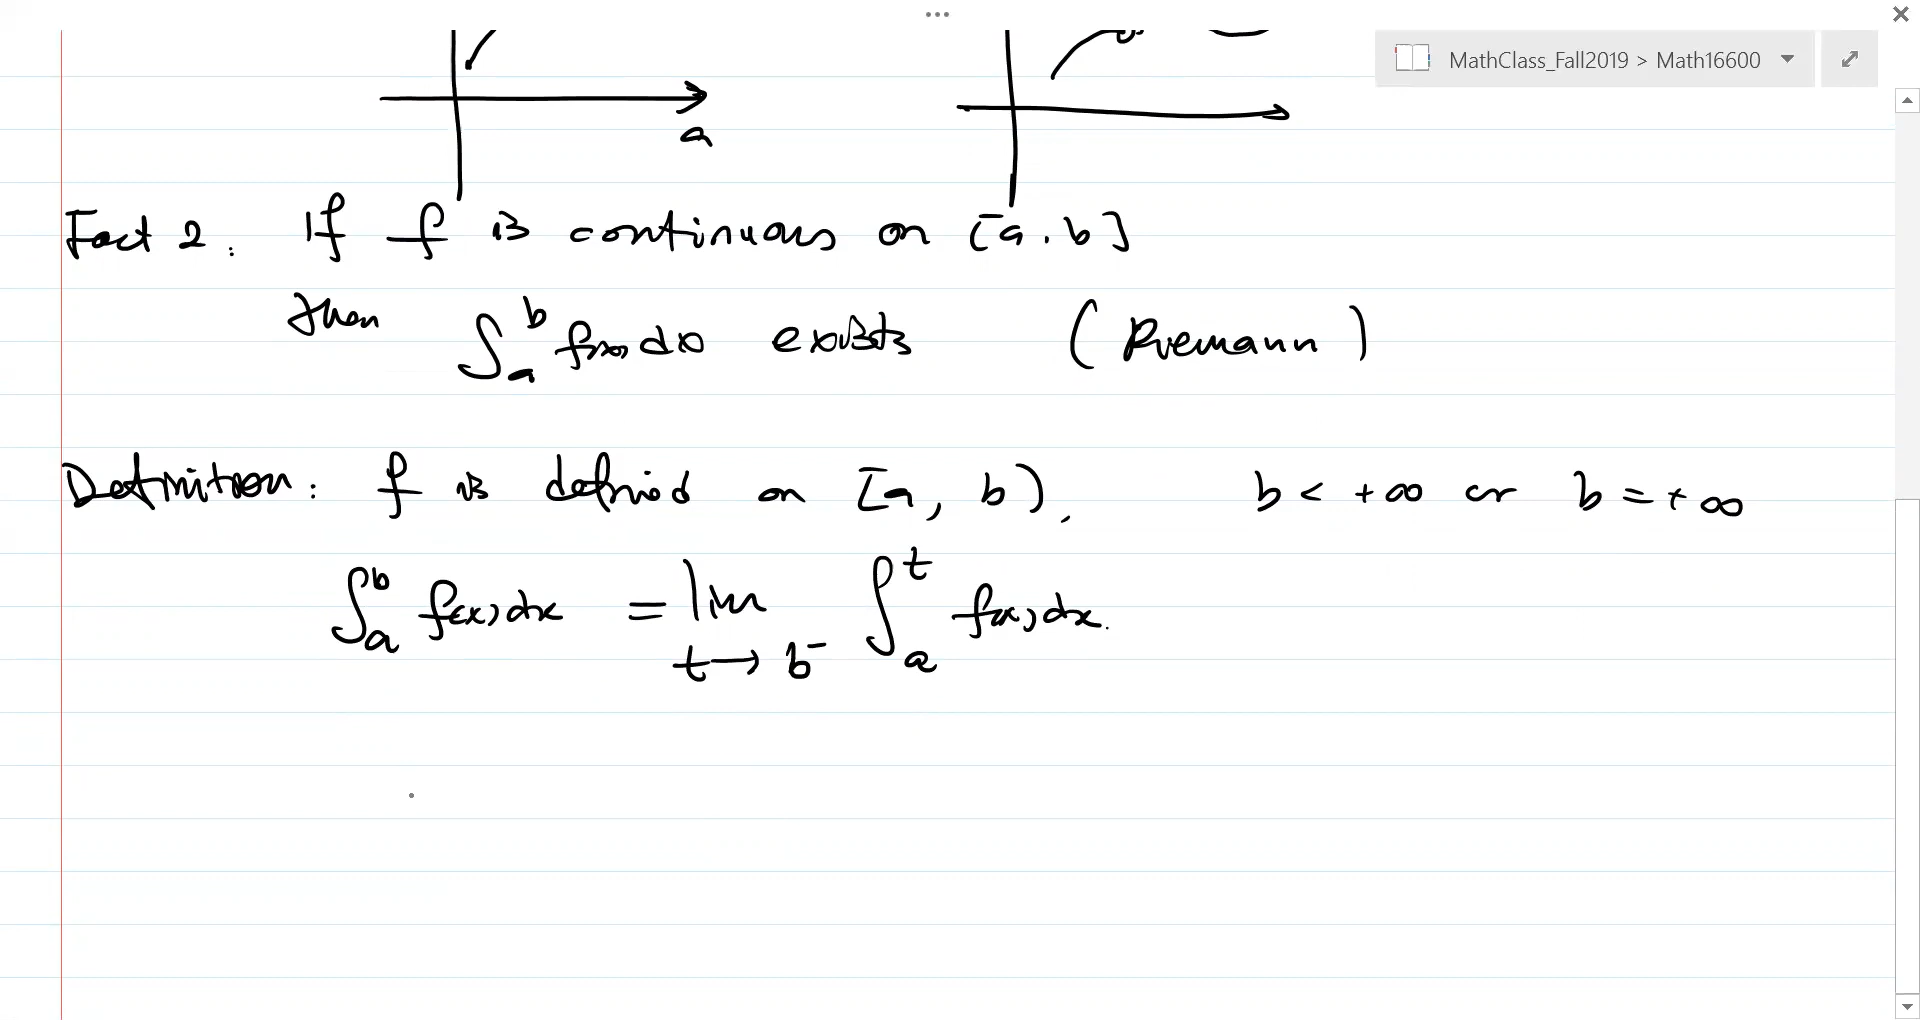 MathClass_Fall2019 > Math16600
a
Fact 2. If f is continuous on [a, b]
then ∫_a^b f(x) dx exists (Riemann)
Definition: f is defined on [a, b), b < +∞ or b = +∞
∫_a^b f(x) dx = lim_{t→b⁻} ∫_a^t f(x) dx.